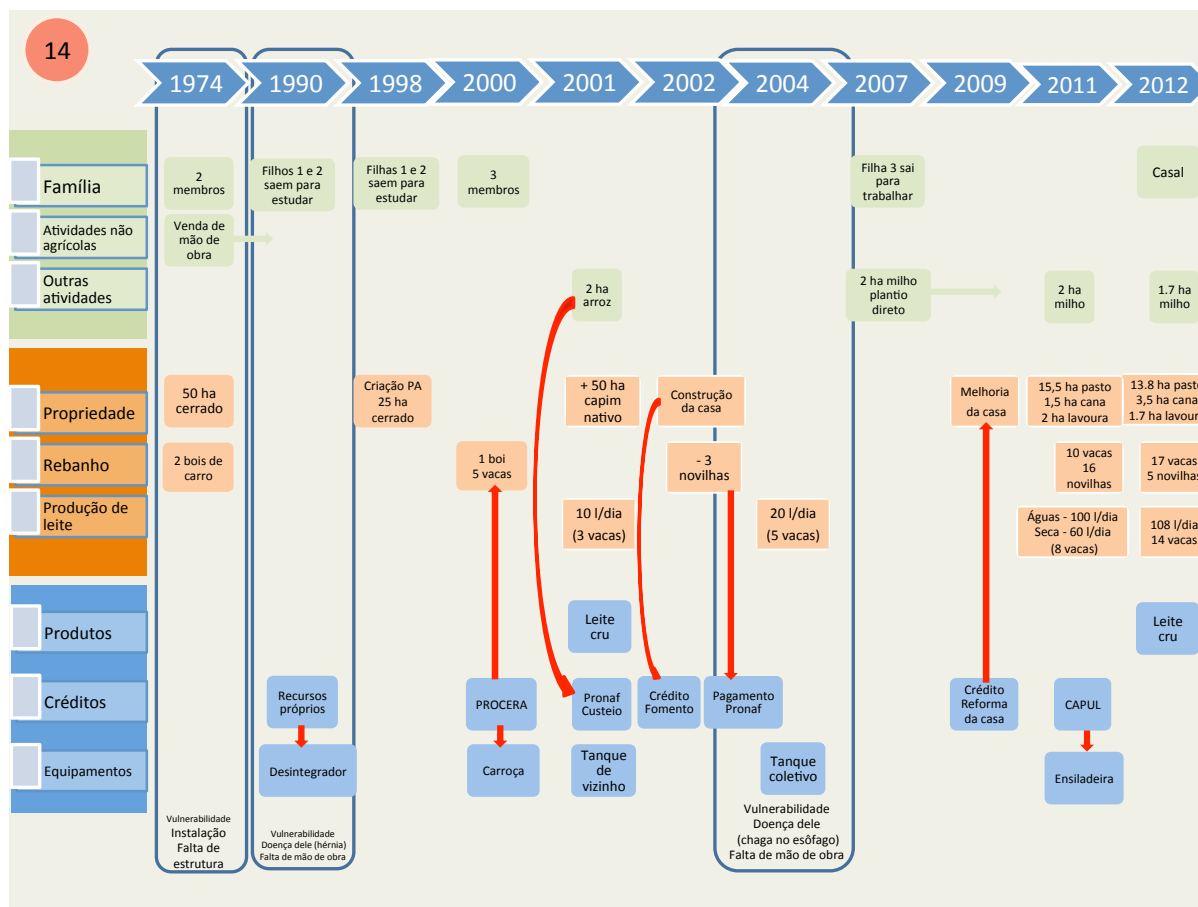 14
1974
1990
1998
2000
2001
2002
2004
2007
2009
2011
2012
Família
2
membros
Filhos 1 e 2
saem para
estudar
Filhas 1 e 2
saem para
estudar
3
membros
Filha 3 sai
para
trabalhar
Casal
Atividades não
agrícolas
Venda de
mão de
obra
Outras
atividades
2 ha
arroz
2 ha milho
plantio
direto
2 ha
milho
1.7 ha
milho
Propriedade
50 ha
cerrado
Criação PA
25 ha
cerrado
+ 50 ha
capim
nativo
Construção
da casa
Melhoria
da casa
15,5 ha pasto
1,5 ha cana
2 ha lavoura
13.8 ha pasto
3,5 ha cana
1.7 ha lavoura
Rebanho
2 bois de
carro
1 boi
5 vacas
- 3
novilhas
10 vacas
16
novilhas
17 vacas
5 novilhas
Produção de
leite
10 l/dia
(3 vacas)
20 l/dia
(5 vacas)
Águas - 100 l/dia
Seca - 60 l/dia
(8 vacas)
108 l/dia
14 vacas
Produtos
Leite
cru
Leite
cru
Créditos
Recursos
próprios
PROCERA
Pronaf
Custeio
Crédito
Fomento
Pagamento
Pronaf
Crédito
Reforma
da casa
CAPUL
Equipamentos
Desintegrador
Carroça
Tanque
de
vizinho
Tanque
coletivo
Ensiladeira
Vulnerabilidade
Instalação
Falta de
estrutura
Vulnerabilidade
Doença dele (hérnia)
Falta de mão de obra
Vulnerabilidade
Doença dele
(chaga no esôfago)
Falta de mão de obra